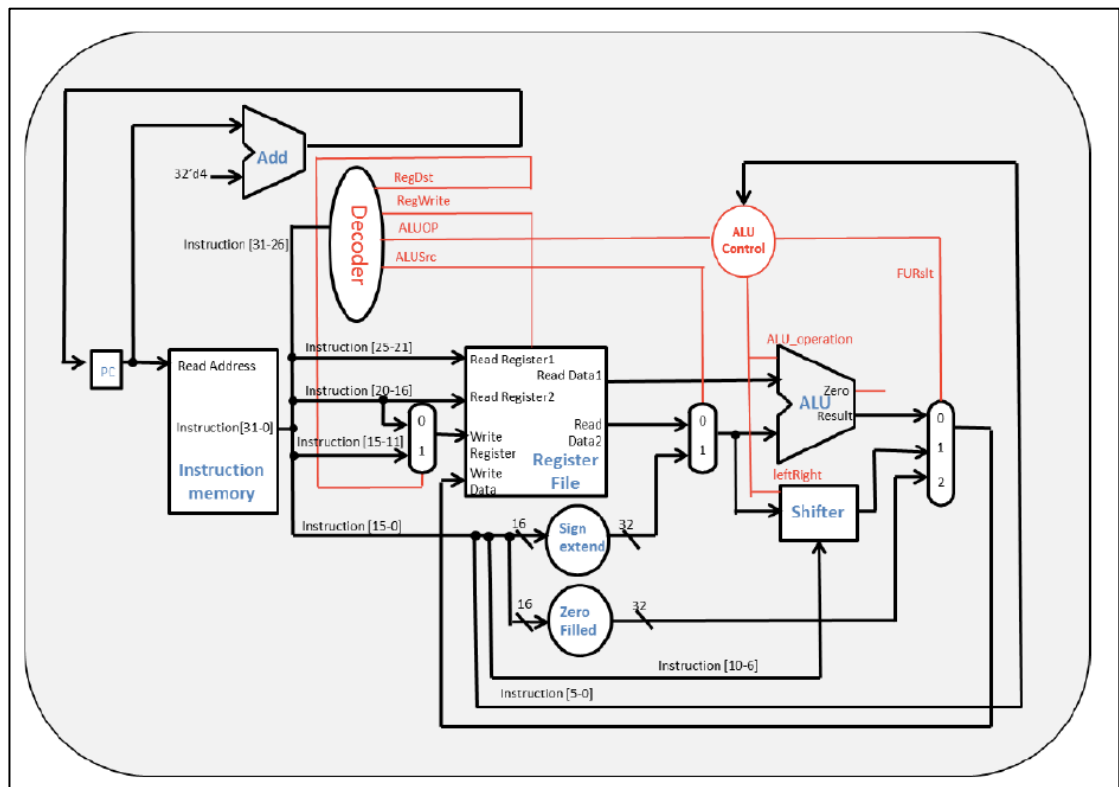 Add
32'd4
RegDst
RegWrite
ALUOP
ALUSrc
Decoder
Instruction [31-26]
ALU
Control
FURslt
PC
Read Address
Instruction[31-0]
Instruction
memory
Instruction [25-21]
Instruction [20-16]
Instruction [15-11]
Instruction [15-0]
0
1
Read Register1
Read Data1
Read Register2
Read
Data2
Write
Register
Write
Data
Register
File
0
1
ALU_operation
Zero
ALU
Result
leftRight
Shifter
0
1
2
16
Sign
extend
32
16
Zero
Filled
32
Instruction [10-6]
Instruction [5-0]